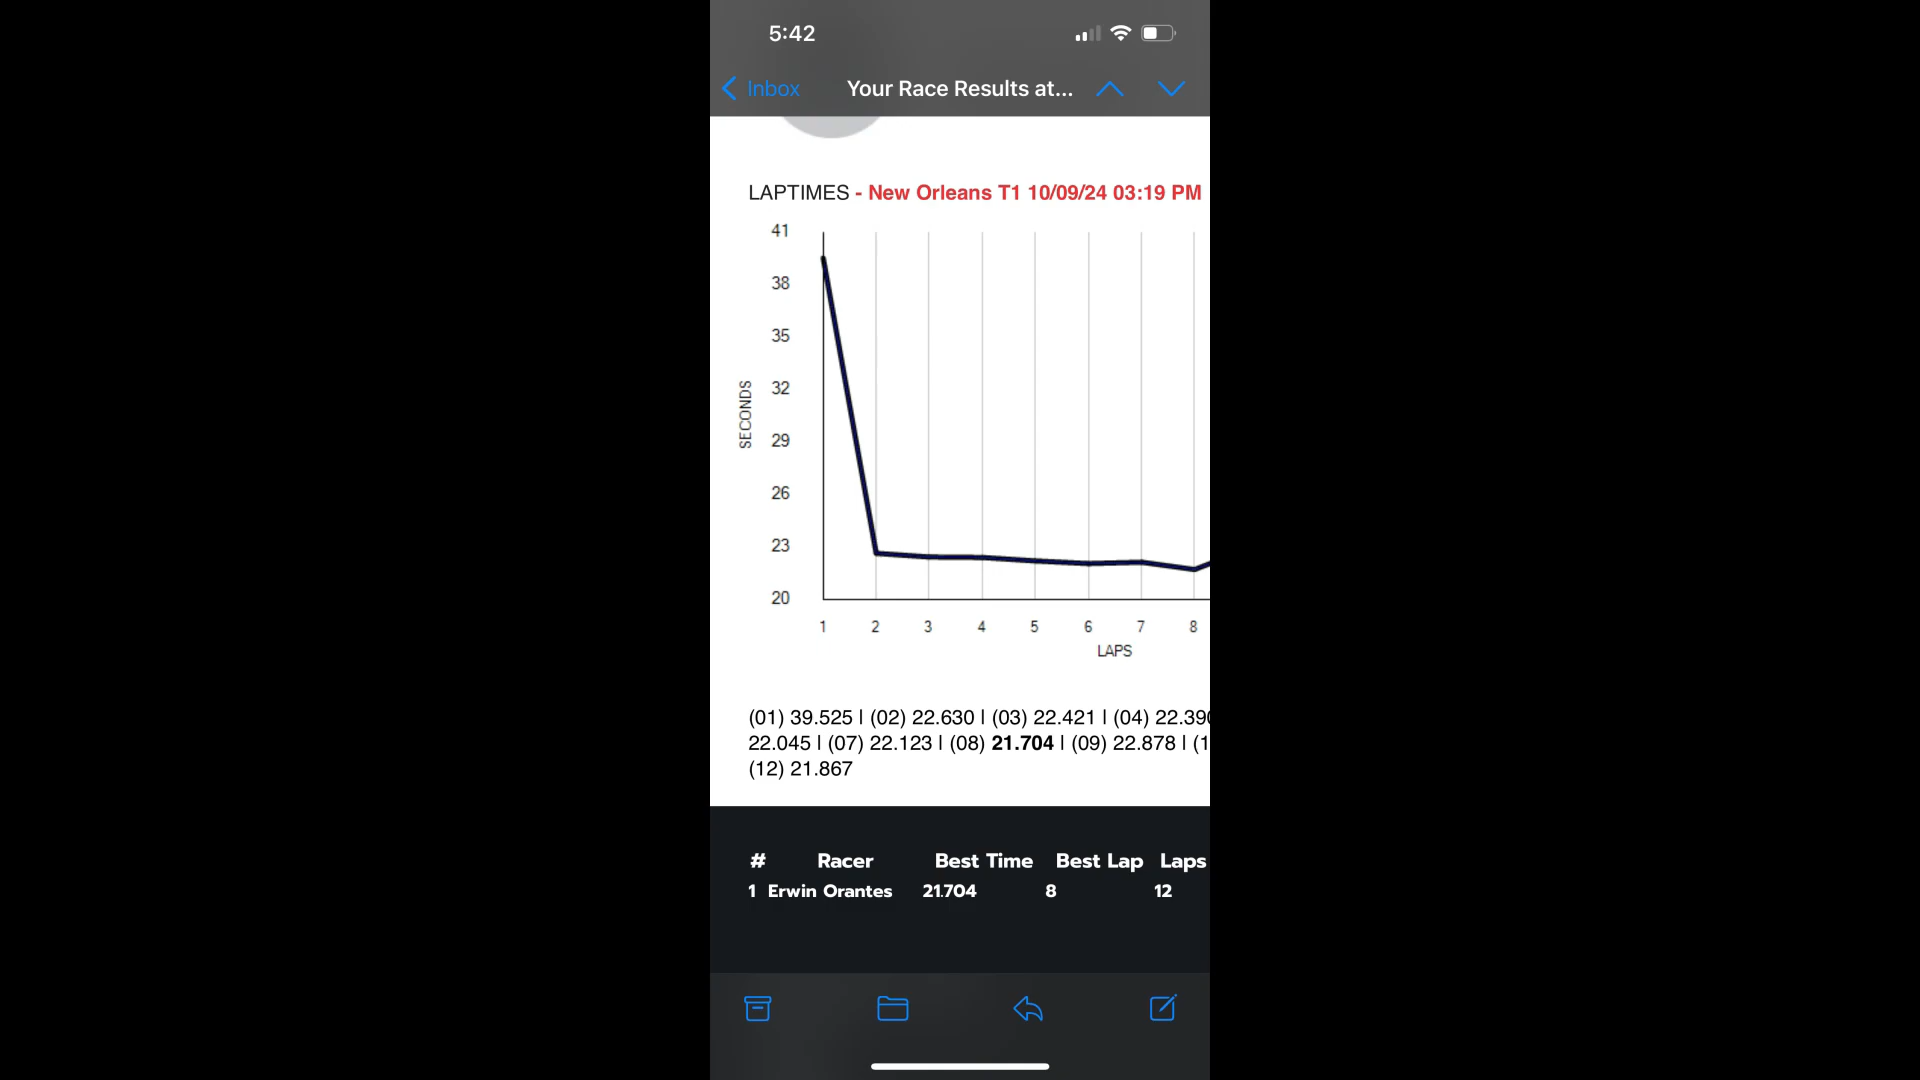 5:42
Inbox
Your Race Results at...
LAPTIMES - New Orleans T1 10/09/24 03:19 PM
41
38
35
32
29
26
23
20
SECONDS
1 2 3 4 5 6 7 8
LAPS
(01) 39.525 | (02) 22.630 | (03) 22.421 | (04) 22.390
22.045 | (07) 22.123 | (08) 21.704 | (09) 22.878 | (1
(12) 21.867
# Racer Best Time Best Lap Laps
1 Erwin Orantes 21.704 8 12